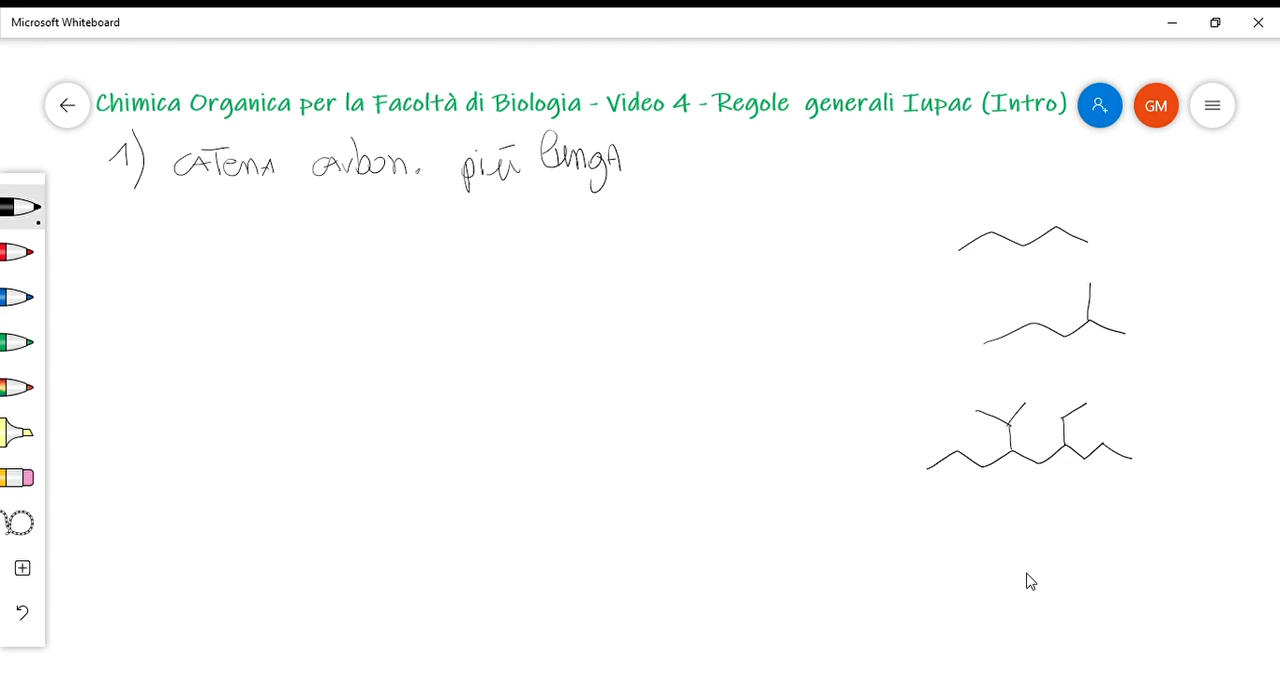 Microsoft Whiteboard
Chimica Organica per la Facoltà di Biologia - Video 4 - Regole generali Iupac (Intro)
GM
1) CATENA carbon. più lungA